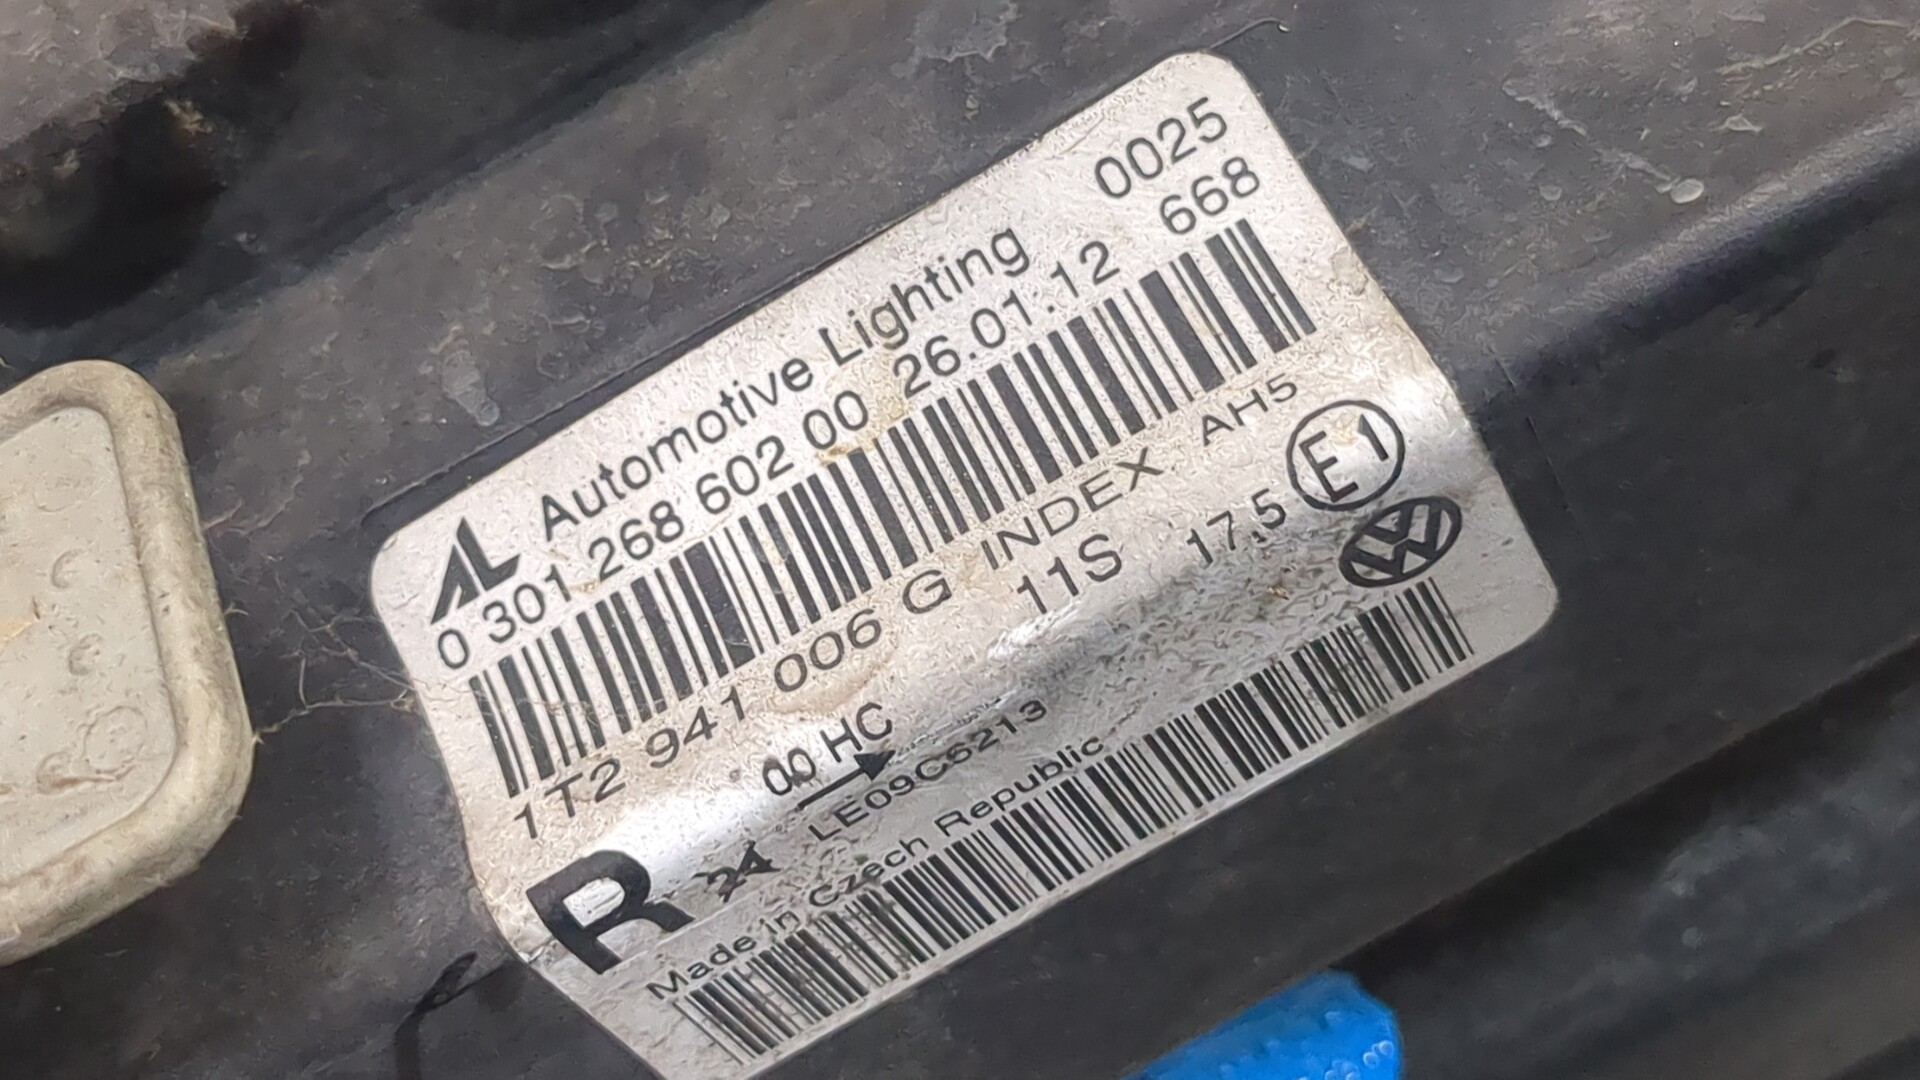 AL Automotive Lighting 0025
0 301 268 602 00 26.01.12 668
1T2 941 006 G INDEX AH5
00 HC 11S 17.5 E1
R 24 LE09C6213
Made in Czech Republic